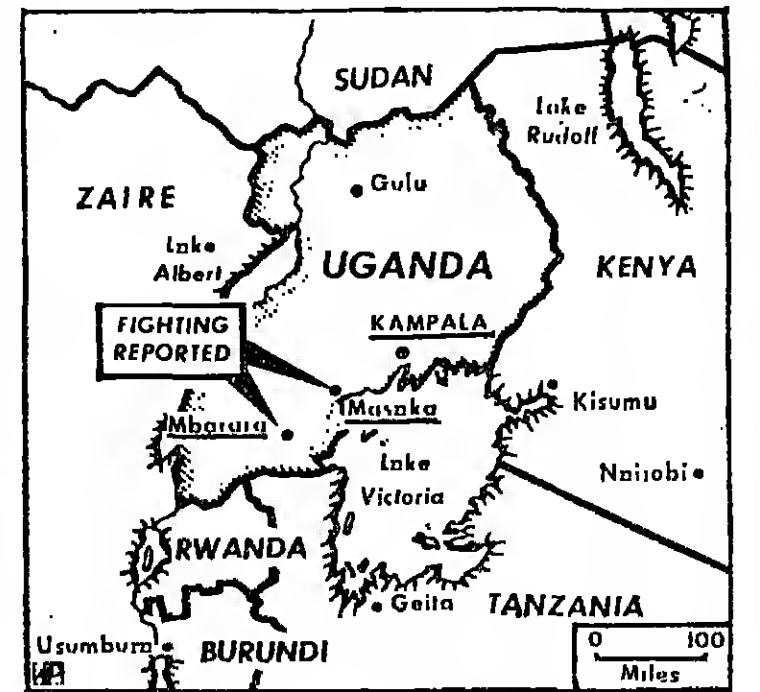 SUDAN
Lake
Rudolf
ZAIRE
Gulu
Lake
Albert
UGANDA
KENYA
FIGHTING
REPORTED
KAMPALA
Masaka
Mbarara
Kisumu
Lake
Victoria
Nairobi
RWANDA
Geita
TANZANIA
Usumbura
BURUNDI
0 100
Miles